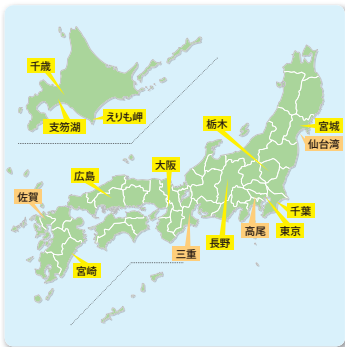 千歳
えりも岬
支笏湖
栃木
宮城
仙台湾
大阪
広島
佐賀
千葉
高尾
東京
長野
三重
宮崎